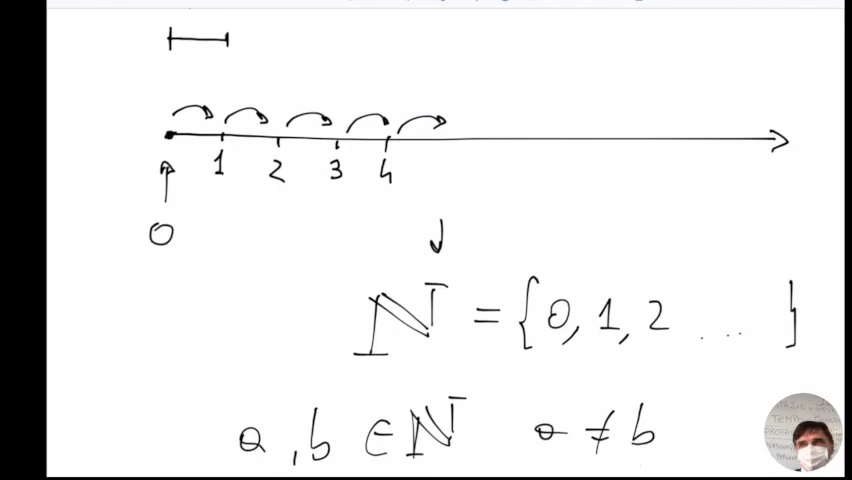 1 2 3 4
0
ℕ = {0, 1, 2 ... }
a, b ∈ ℕ a ≠ b